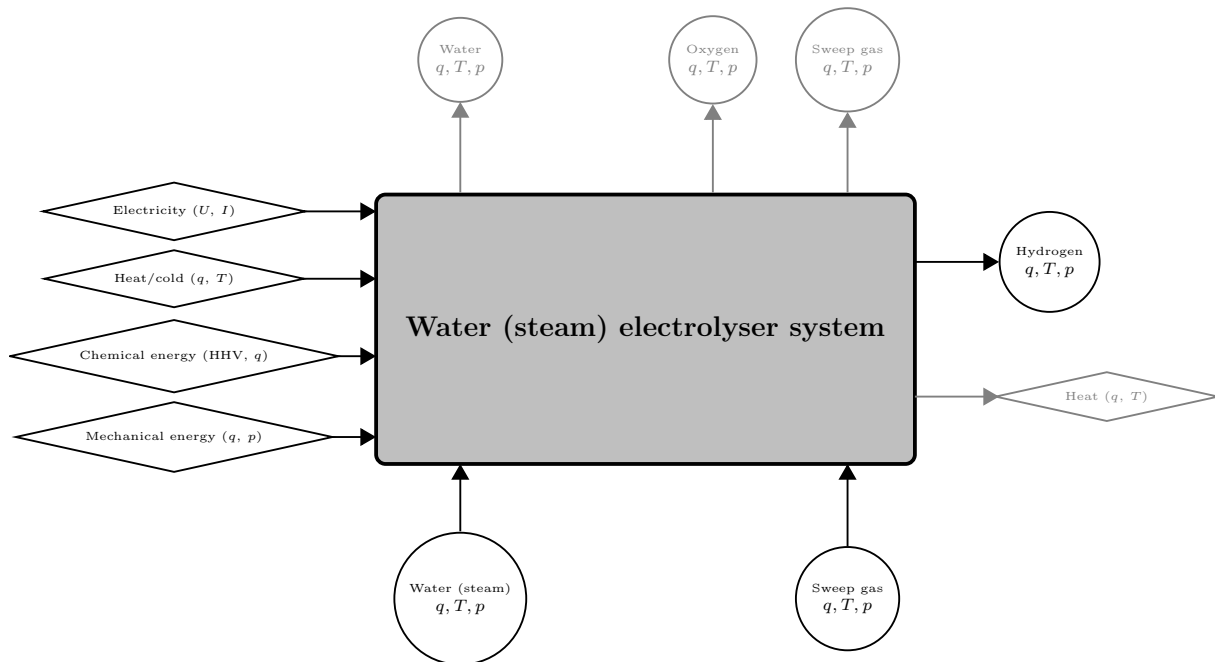 Water
q, T, p
Oxygen
q, T, p
Sweep gas
q, T, p
Electricity (U, I)
Heat/cold (q, T)
Chemical energy (HHV, q)
Mechanical energy (q, p)
Water (steam) electrolyser system
Hydrogen
q, T, p
Heat (q, T)
Water (steam)
q, T, p
Sweep gas
q, T, p